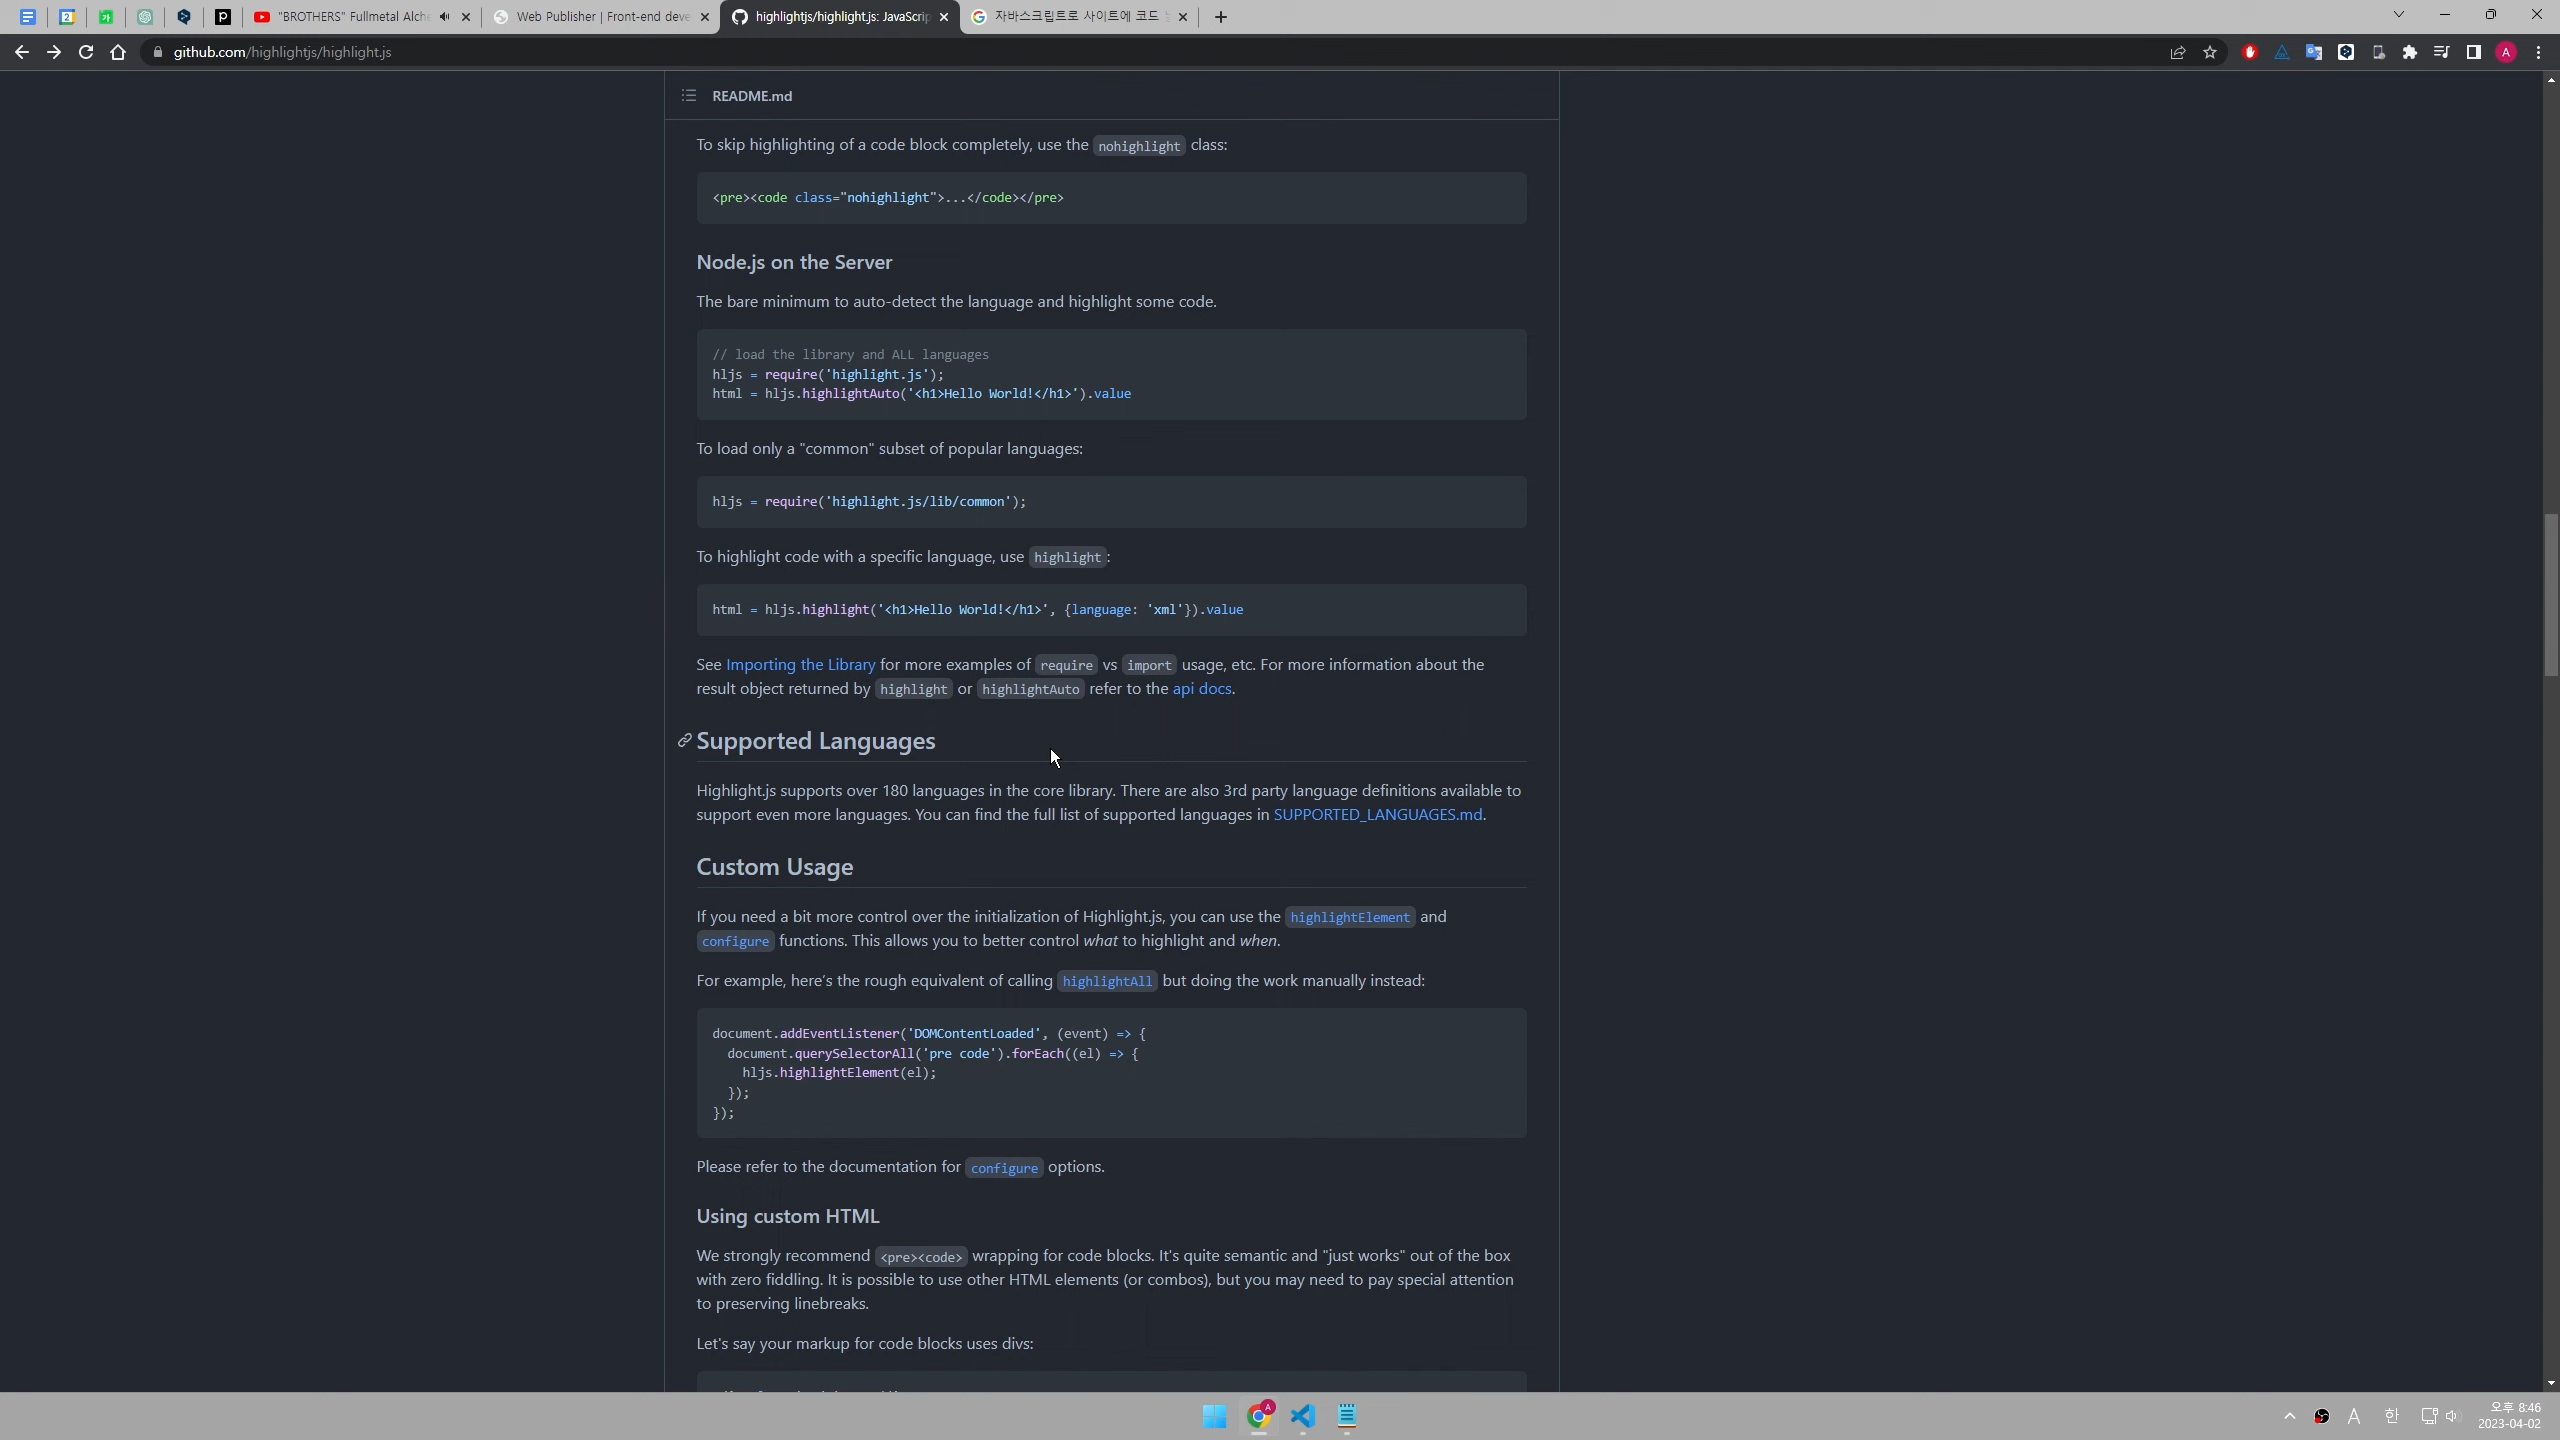 "BROTHERS" Fullmetal Alche
Web Publisher | Front-end deve
highlightjs/highlight.js: JavaScrip
자바스크립트로 사이트에 코드
github.com/highlightjs/highlight.js
A
README.md
To skip highlighting of a code block completely, use the nohighlight class:
<pre><code class="nohighlight">...</code></pre>
Node.js on the Server
The bare minimum to auto-detect the language and highlight some code.
// load the library and ALL languages
hljs = require('highlight.js');
html = hljs.highlightAuto('<h1>Hello World!</h1>').value
To load only a "common" subset of popular languages:
hljs = require('highlight.js/lib/common');
To highlight code with a specific language, use highlight:
html = hljs.highlight('<h1>Hello World!</h1>', {language: 'xml'}).value
See Importing the Library for more examples of require vs import usage, etc. For more information about the
result object returned by highlight or highlightAuto refer to the api docs.
Supported Languages
Highlight.js supports over 180 languages in the core library. There are also 3rd party language definitions available to
support even more languages. You can find the full list of supported languages in SUPPORTED_LANGUAGES.md.
Custom Usage
If you need a bit more control over the initialization of Highlight.js, you can use the highlightElement and
configure functions. This allows you to better control what to highlight and when.
For example, here's the rough equivalent of calling highlightAll but doing the work manually instead:
document.addEventListener('DOMContentLoaded', (event) => {
document.querySelectorAll('pre code').forEach((el) => {
hljs.highlightElement(el);
});
});
Please refer to the documentation for configure options.
Using custom HTML
We strongly recommend <pre><code> wrapping for code blocks. It's quite semantic and "just works" out of the box
with zero fiddling. It is possible to use other HTML elements (or combos), but you may need to pay special attention
to preserving linebreaks.
Let's say your markup for code blocks uses divs:
A 한
오후 8:46
2023-04-02